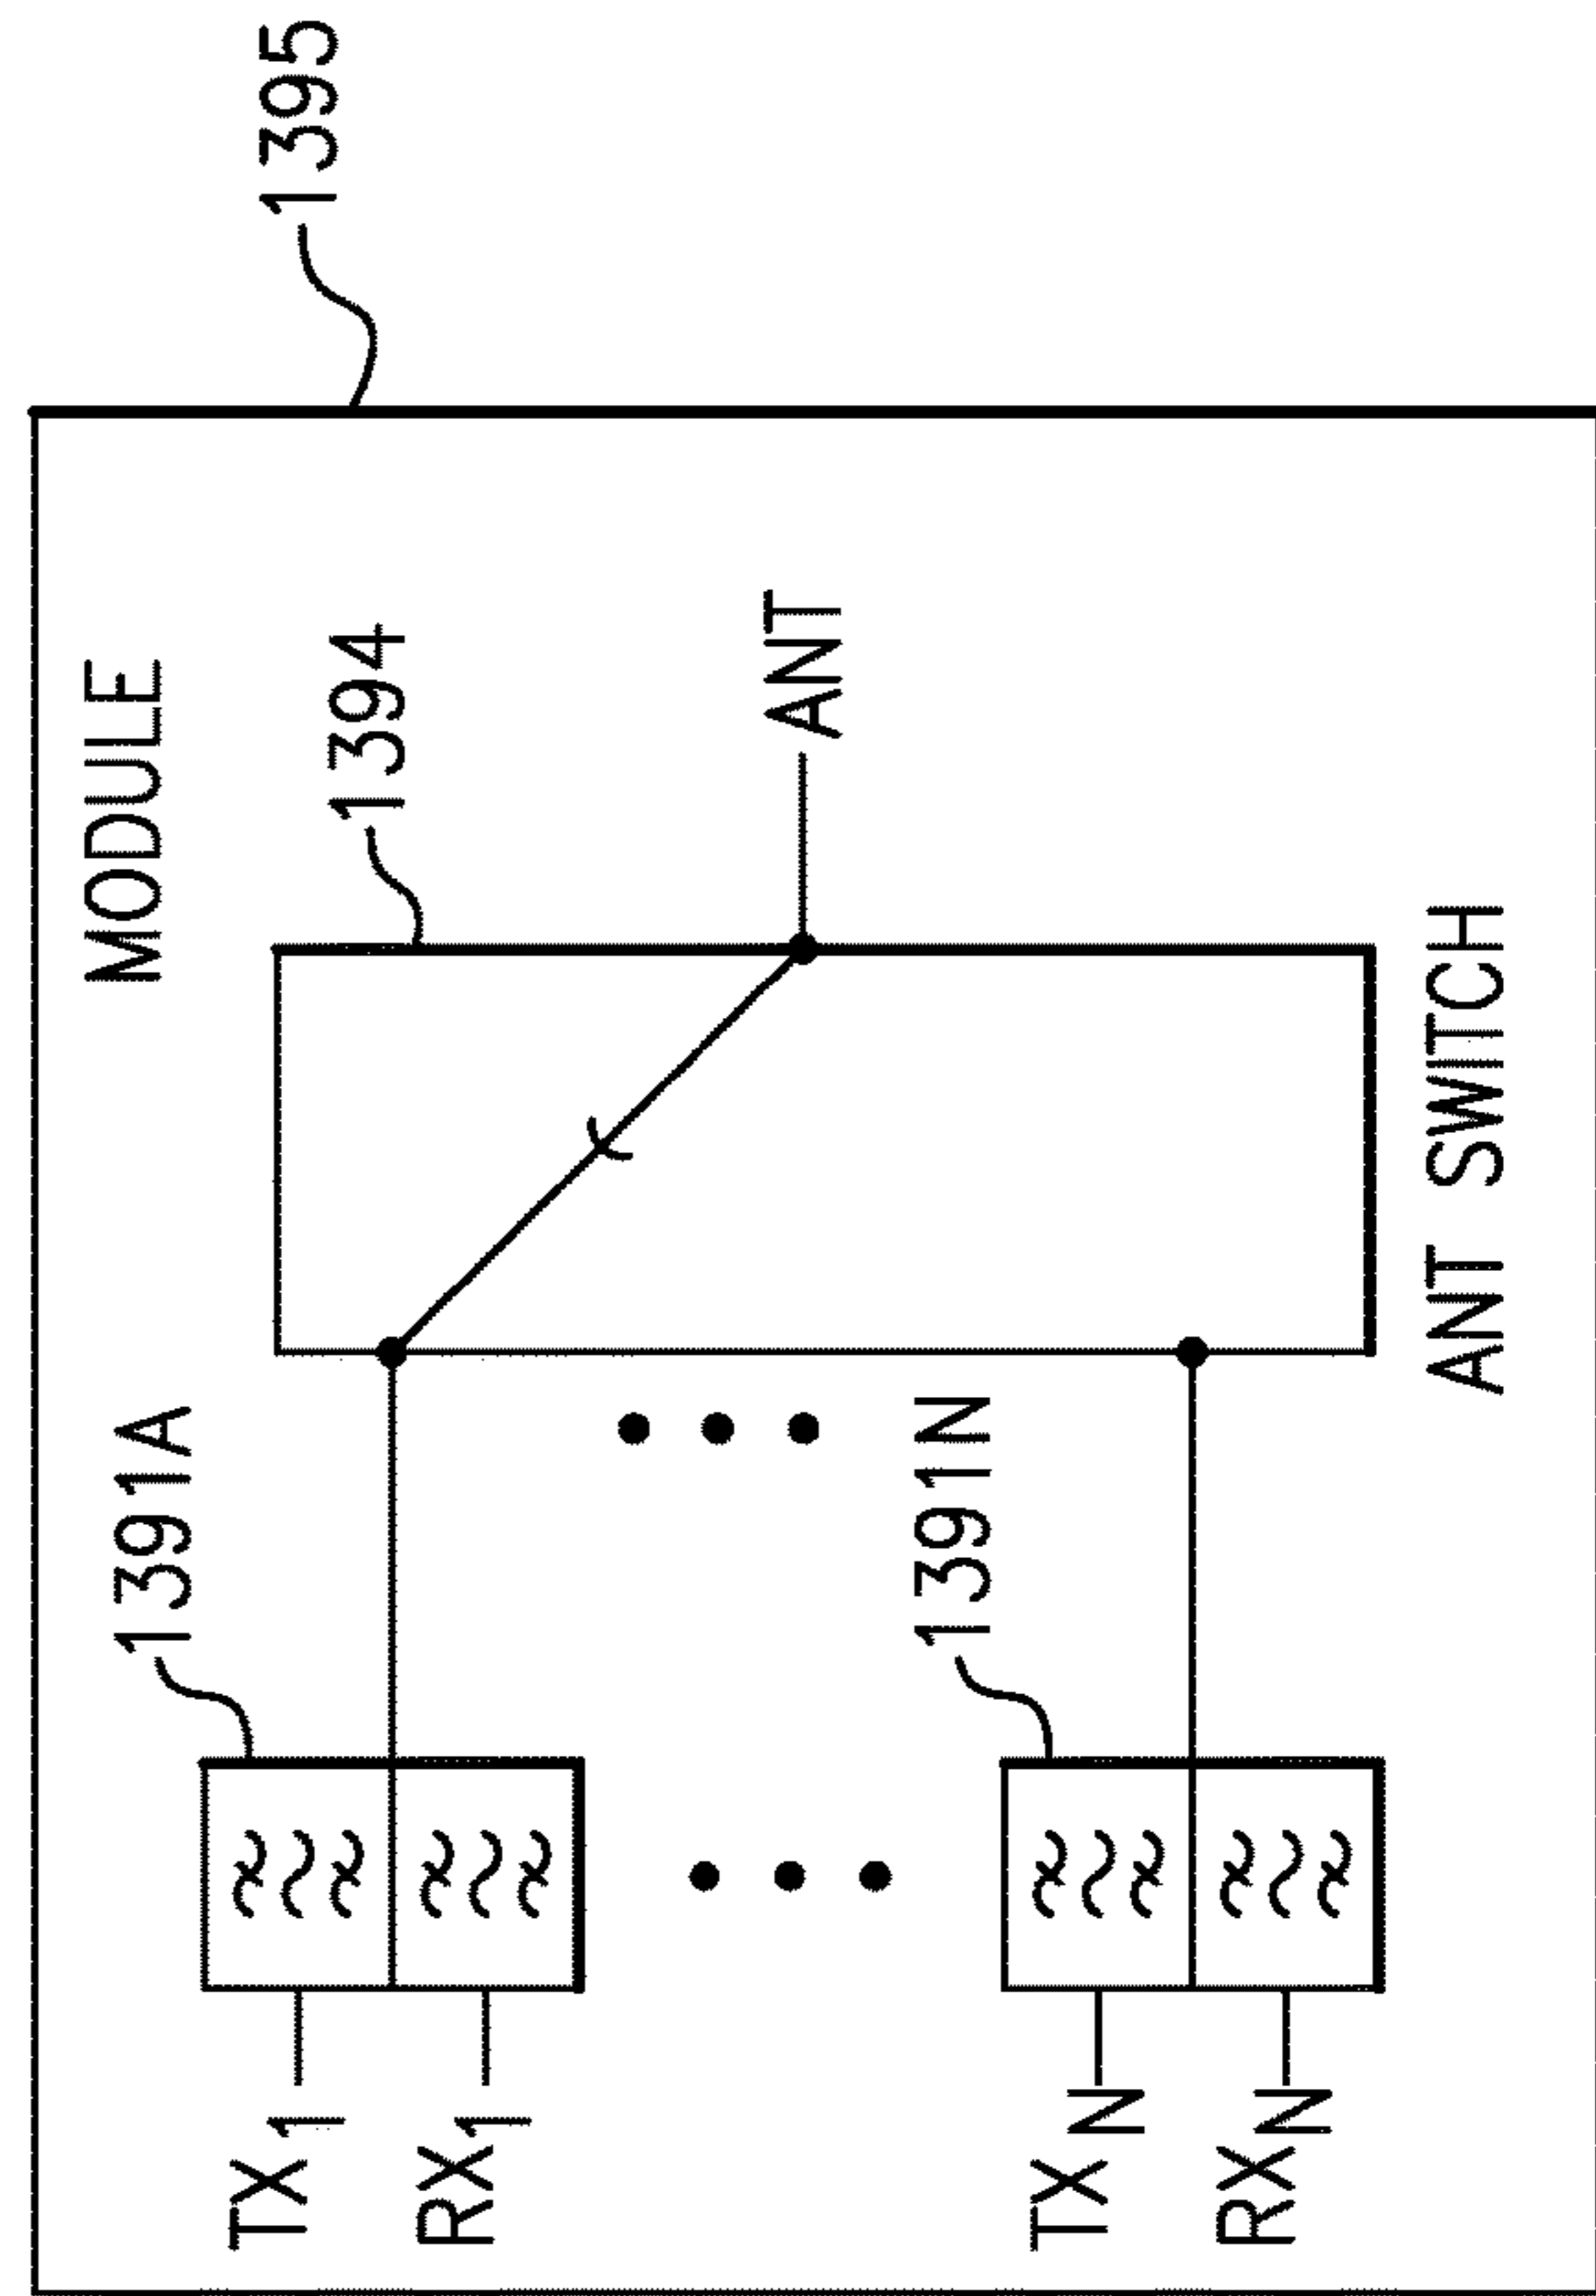 1395
MODULE
1391A
1394
TX1
RX1
ANT
1391N
TXN
RXN
ANT SWITCH